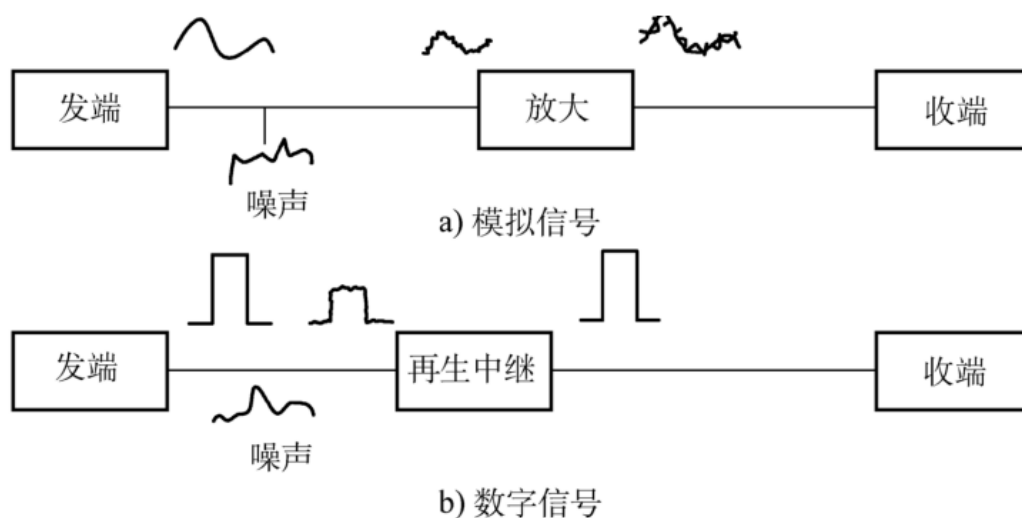 发端 放大 收端
噪声
a) 模拟信号
发端 再生中继 收端
噪声
b) 数字信号